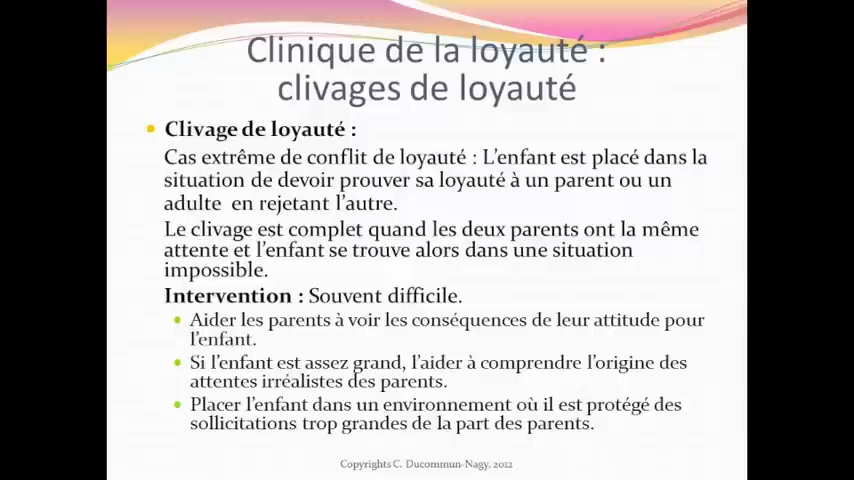 Clinique de la loyauté :
clivages de loyauté
Clivage de loyauté :
Cas extrême de conflit de loyauté : L'enfant est placé dans la
situation de devoir prouver sa loyauté à un parent ou un
adulte en rejetant l'autre.
Le clivage est complet quand les deux parents ont la même
attente et l'enfant se trouve alors dans une situation
impossible.
Intervention : Souvent difficile.
Aider les parents à voir les conséquences de leur attitude pour
l'enfant.
Si l'enfant est assez grand, l'aider à comprendre l'origine des
attentes irréalistes des parents.
Placer l'enfant dans un environnement où il est protégé des
sollicitations trop grandes de la part des parents.
Copyrights C. Ducommun-Nagy, 2012